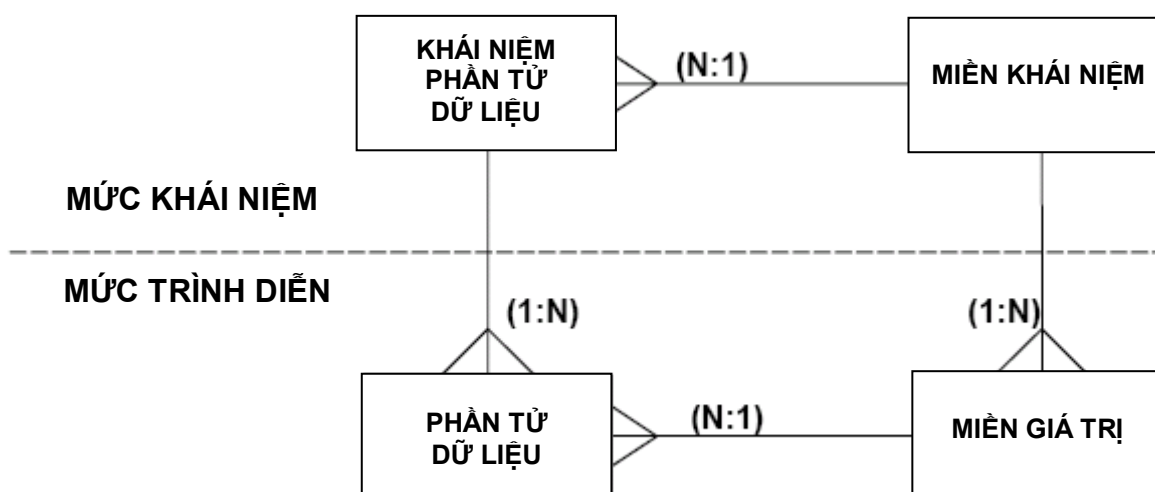 KHÁI NIỆM
PHẦN TỬ
DỮ LIỆU
(N:1)
MIỀN KHÁI NIỆM
MỨC KHÁI NIỆM
MỨC TRÌNH DIỄN
(1:N)
(1:N)
PHẦN TỬ
DỮ LIỆU
(N:1)
MIỀN GIÁ TRỊ